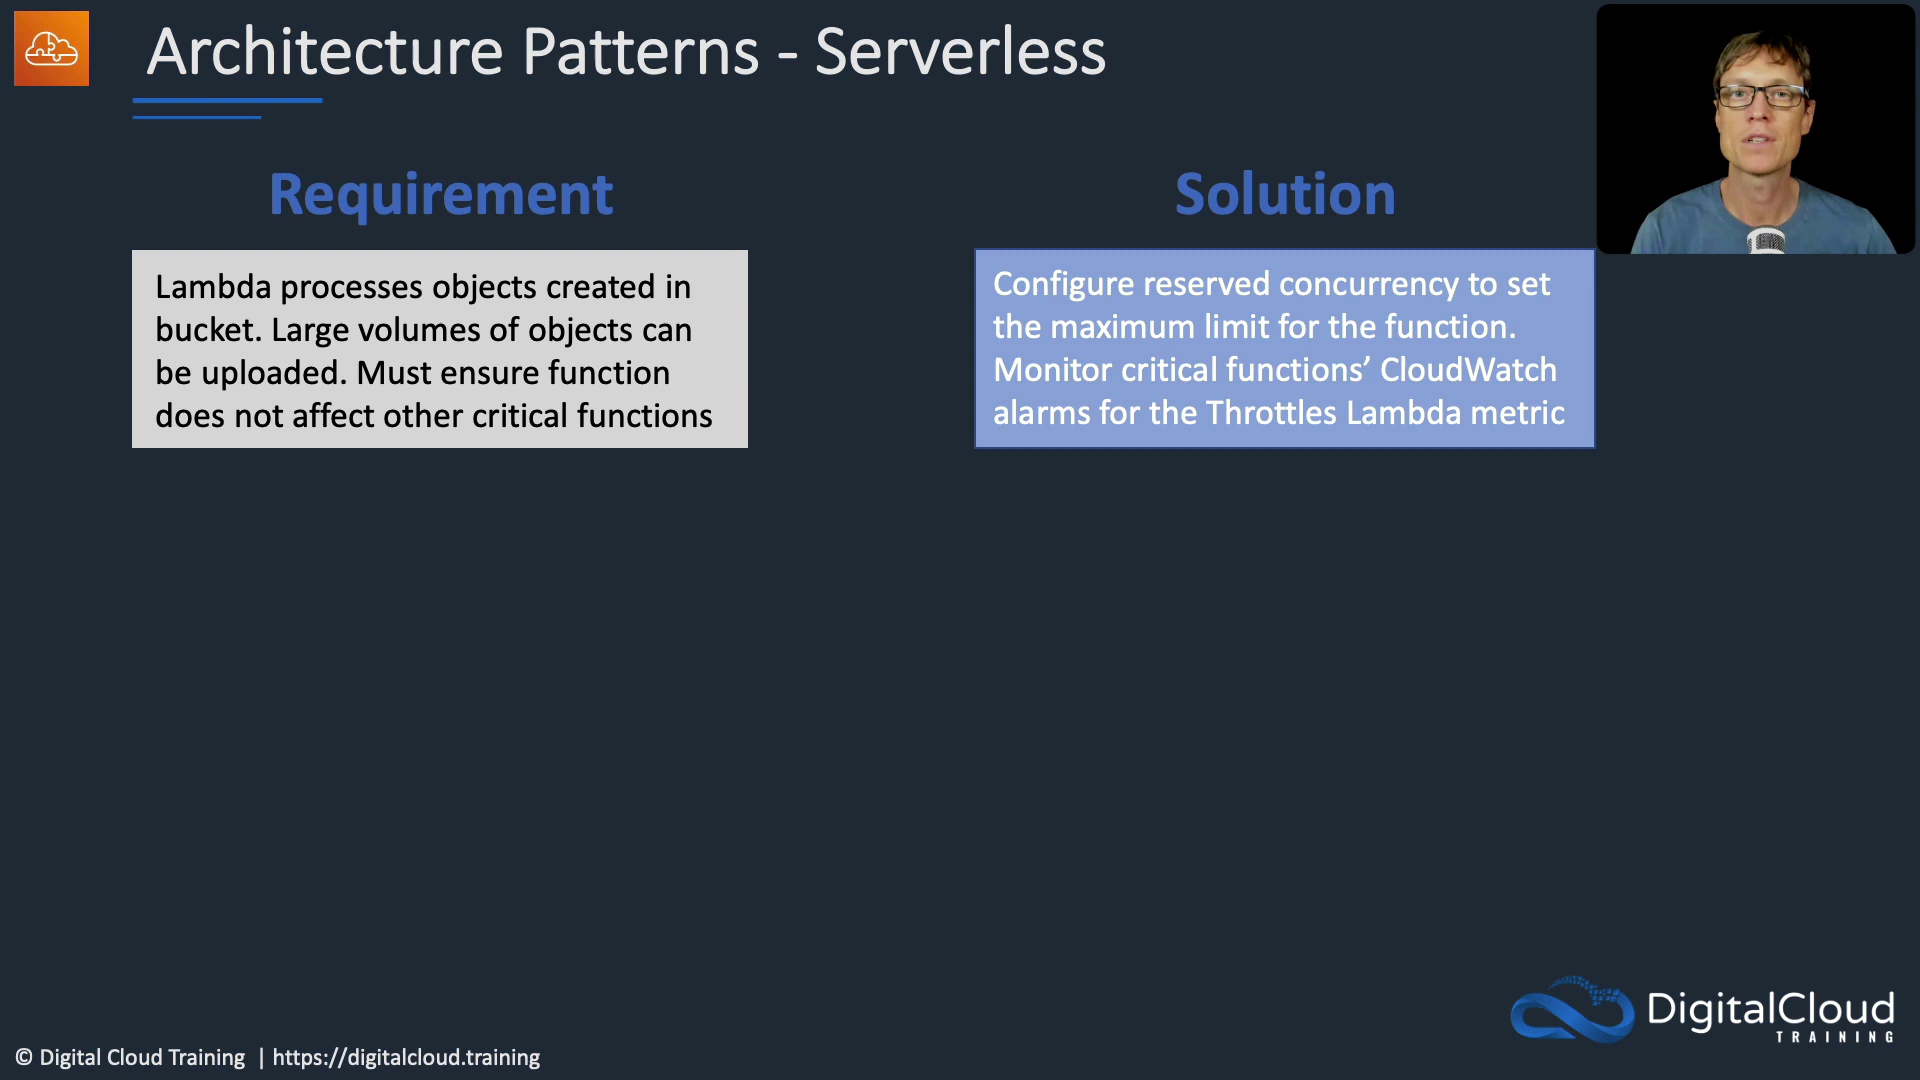 Architecture Patterns - Serverless
Requirement
Lambda processes objects created in
bucket. Large volumes of objects can
be uploaded. Must ensure function
does not affect other critical functions
Solution
Configure reserved concurrency to set
the maximum limit for the function.
Monitor critical functions’ CloudWatch
alarms for the Throttles Lambda metric
DigitalCloud
TRAINING
© Digital Cloud Training | https://digitalcloud.training